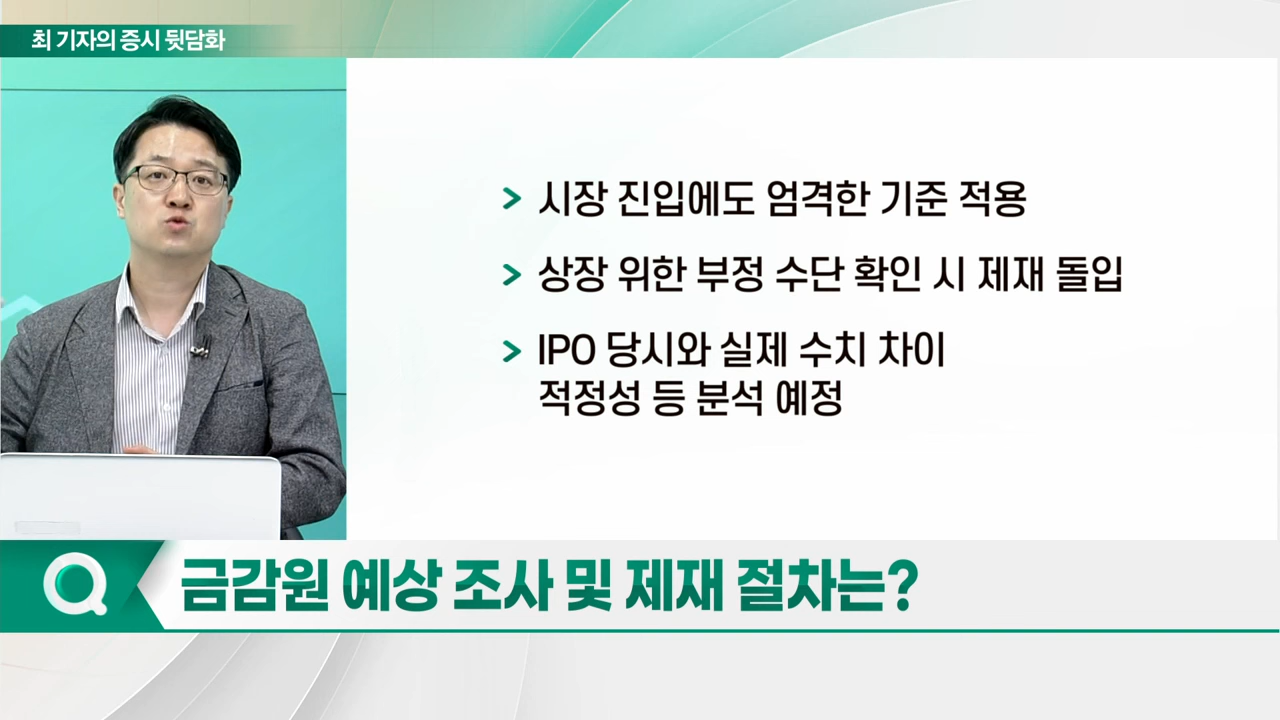 최 기자의 증시 뒷담화
> 시장 진입에도 엄격한 기준 적용
> 상장 위한 부정 수단 확인 시 제재 돌입
> IPO 당시와 실제 수치 차이
적정성 등 분석 예정
Q 금감원 예상 조사 및 제재 절차는?